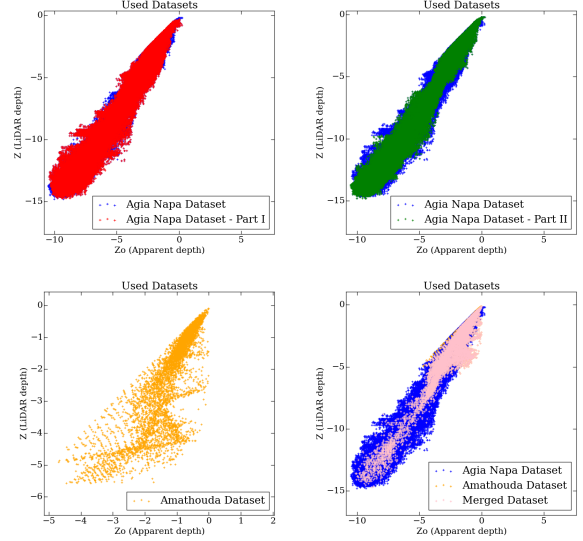 Used Datasets
0
−5
−10
−15
Z (LiDAR depth)
Agia Napa Dataset
Agia Napa Dataset - Part I
−10
−5
0
5
Zo (Apparent depth)
Used Datasets
0
−5
−10
−15
Z (LiDAR depth)
Agia Napa Dataset
Agia Napa Dataset - Part II
−10
−5
0
5
Zo (Apparent depth)
Used Datasets
0
−1
−2
−3
−4
−5
−6
Z (LiDAR depth)
Amathouda Dataset
−5
−4
−3
−2
−1
0
1
2
Zo (Apparent depth)
Used Datasets
0
−5
−10
−15
Z (LiDAR depth)
Agia Napa Dataset
Amathouda Dataset
Merged Dataset
−10
−5
0
5
Zo (Apparent depth)